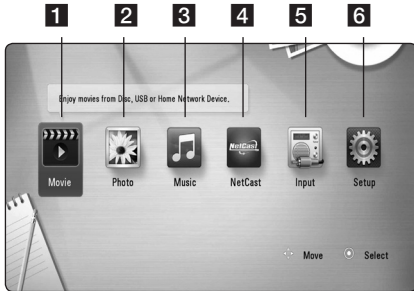 1 2 3 4 5 6
Enjoy movies from Disc, USB or Home Network Device.
NetCast
Movie Photo Music NetCast Input Setup
Move Select